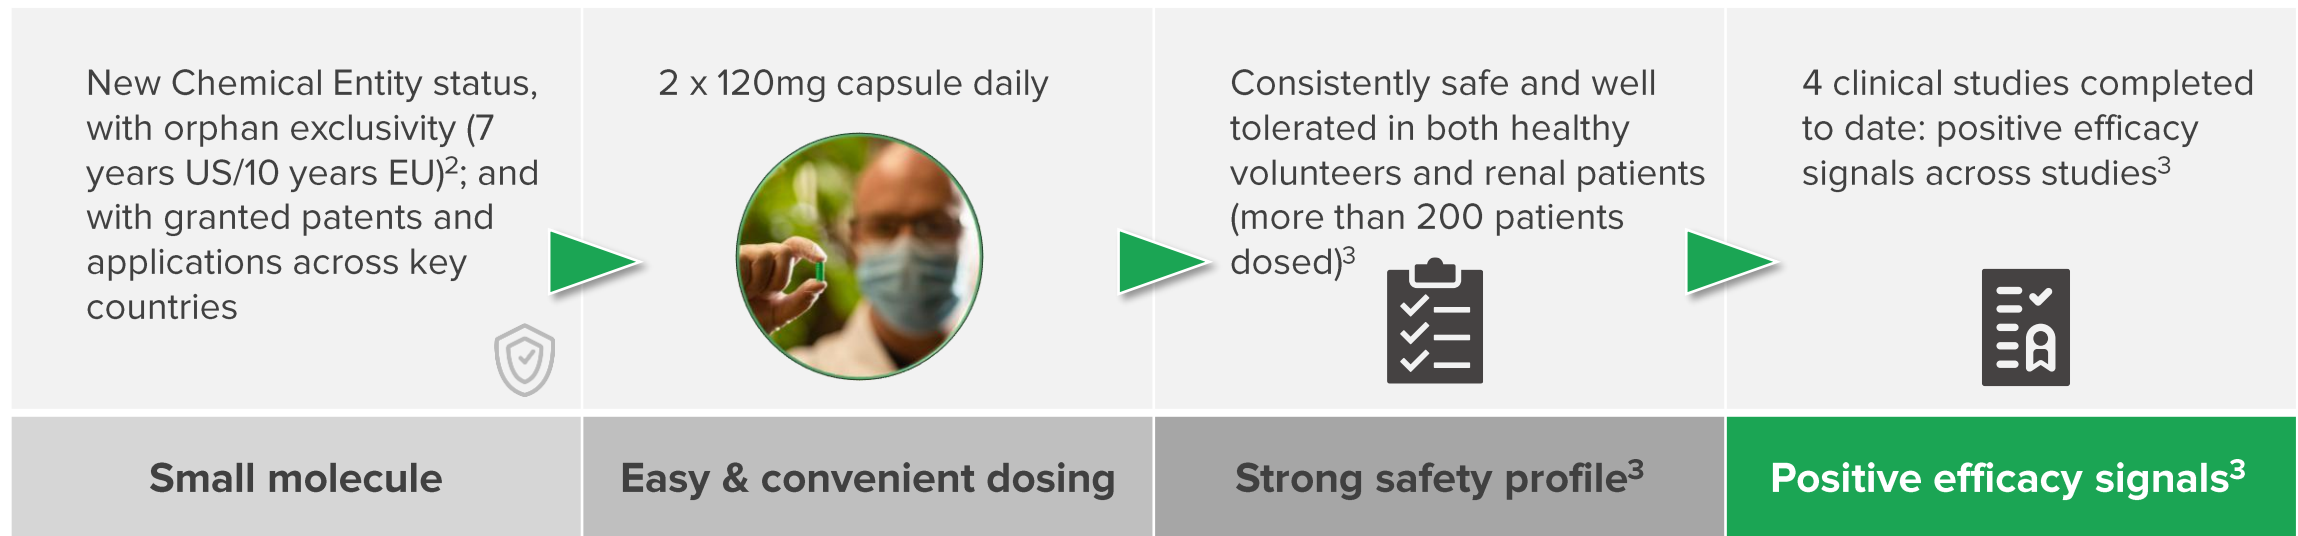 New Chemical Entity status,
with orphan exclusivity (7
years US/10 years EU)²; and
with granted patents and
applications across key
countries
Small molecule
2 x 120mg capsule daily
Easy & convenient dosing
Consistently safe and well
tolerated in both healthy
volunteers and renal patients
(more than 200 patients
dosed)³
Strong safety profile³
4 clinical studies completed
to date: positive efficacy
signals across studies³
Positive efficacy signals³